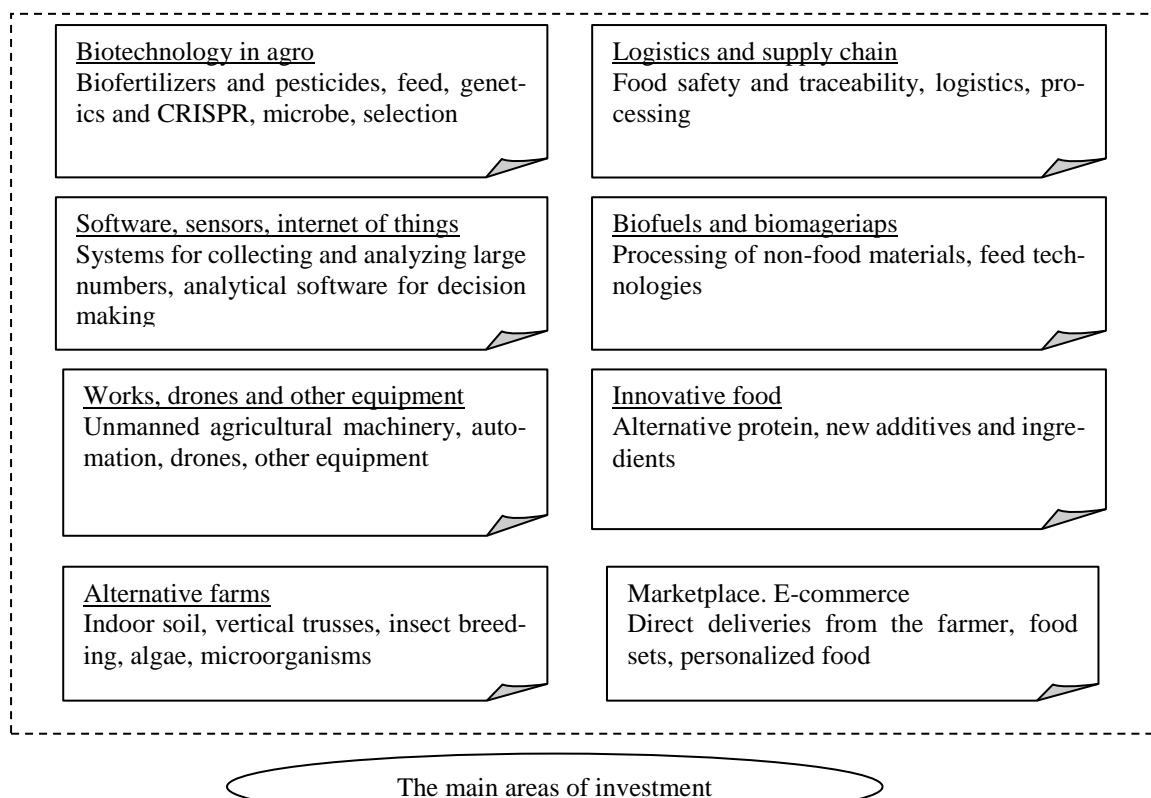 Biotechnology in agro
Biofertilizers and pesticides, feed, genet-
ics and CRISPR, microbe, selection
Logistics and supply chain
Food safety and traceability, logistics, pro-
cessing
Software, sensors, internet of things
Systems for collecting and analyzing large
numbers, analytical software for decision
making
Biofuels and biomageriaps
Processing of non-food materials, feed tech-
nologies
Works, drones and other equipment
Unmanned agricultural machinery, auto-
mation, drones, other equipment
Innovative food
Alternative protein, new additives and ingre-
dients
Alternative farms
Indoor soil, vertical trusses, insect breed-
ing, algae, microorganisms
Marketplace. E-commerce
Direct deliveries from the farmer, food
sets, personalized food
The main areas of investment